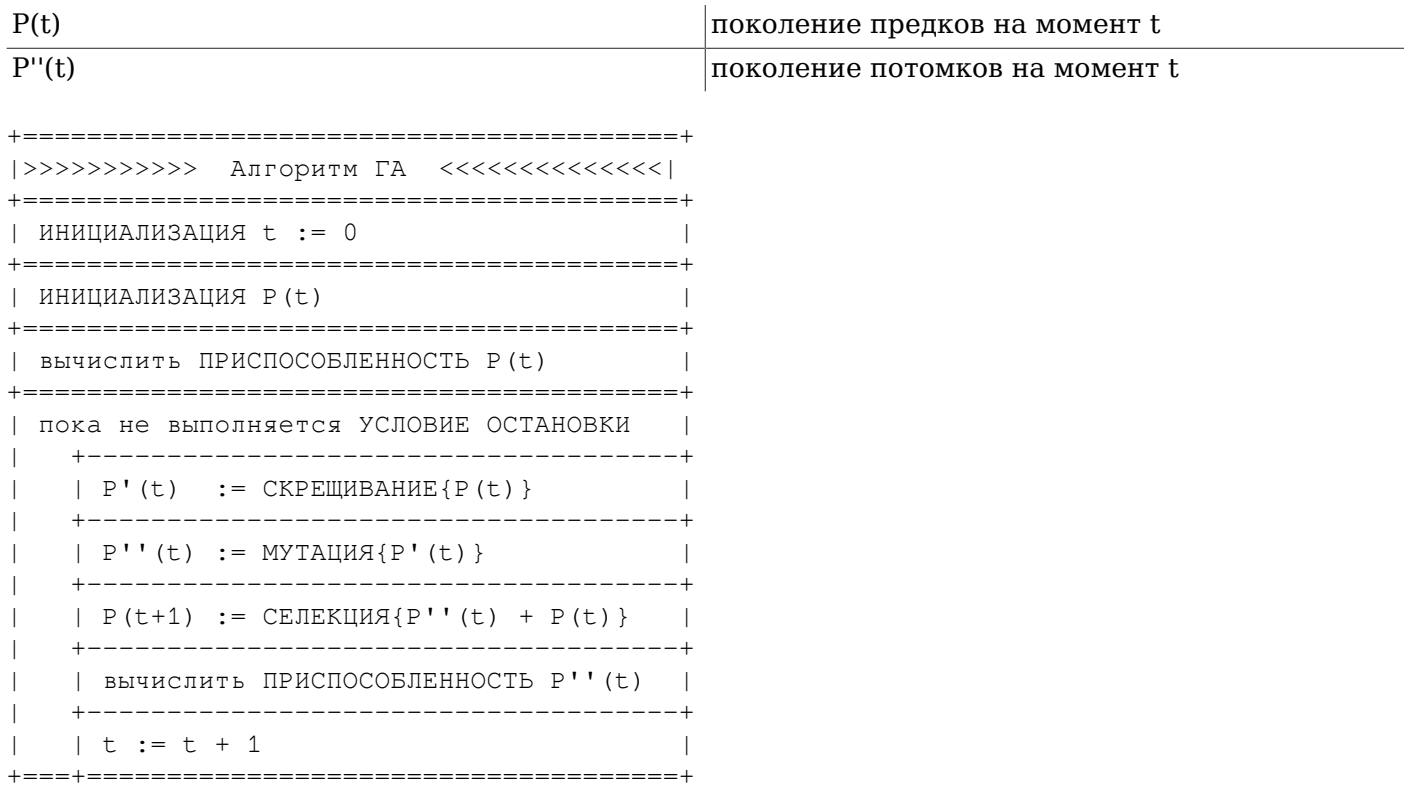 P(t) поколение предков на момент t
P''(t) поколение потомков на момент t
+=========================================+
|>>>>>>>>>>>  Алгоритм ГА  <<<<<<<<<<<<<<|
+=========================================+
| ИНИЦИАЛИЗАЦИЯ t := 0                    |
+=========================================+
| ИНИЦИАЛИЗАЦИЯ P(t)                      |
+=========================================+
| вычислить ПРИСПОСОБЛЕННОСТЬ P(t)        |
+=========================================+
| пока не выполняется УСЛОВИЕ ОСТАНОВКИ   |
|   +-------------------------------------+
|   | P'(t)  := СКРЕЩИВАНИЕ{P(t)}         |
|   +-------------------------------------+
|   | P''(t) := МУТАЦИЯ{P'(t)}            |
|   +-------------------------------------+
|   | P(t+1) := СЕЛЕКЦИЯ{P''(t) + P(t)}   |
|   +-------------------------------------+
|   | вычислить ПРИСПОСОБЛЕННОСТЬ P''(t)  |
|   +-------------------------------------+
|   | t := t + 1                          |
+===+=====================================+